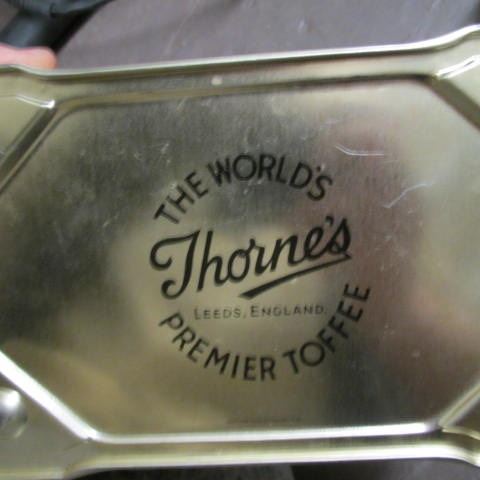 THE WORLD'S
Thorne's
LEEDS, ENGLAND.
PREMIER TOFFEE